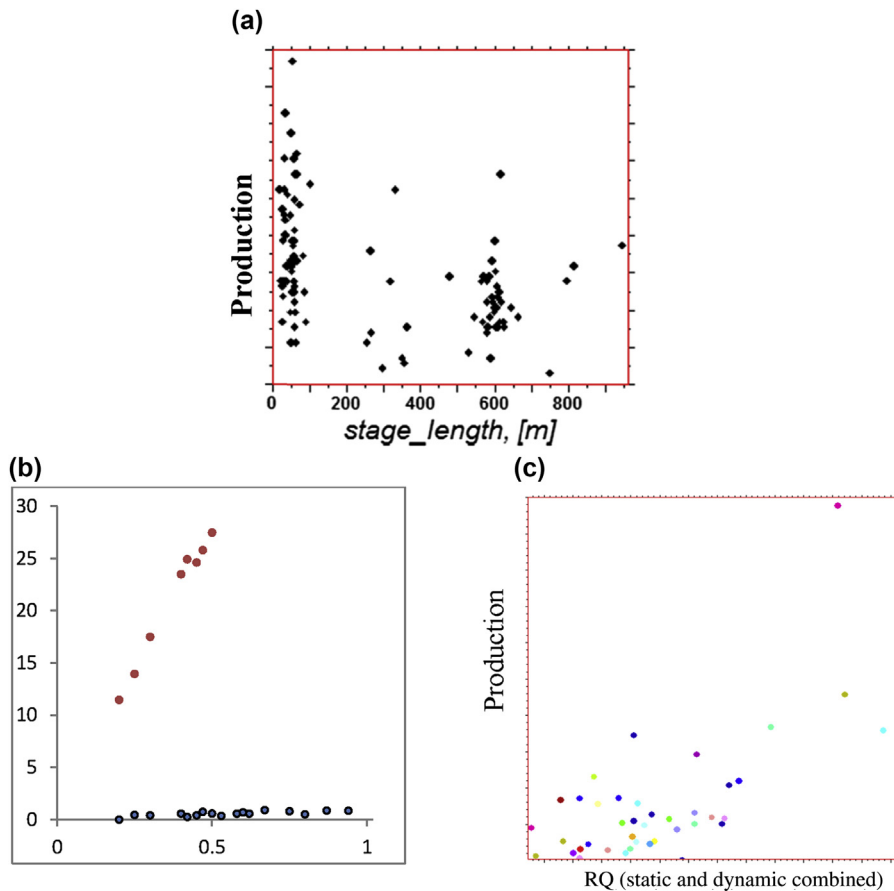 (a)
Production
0 200 400 600 800
stage_length, [m]
(b)
30
25
20
15
10
5
0
0 0.5 1
(c)
Production
RQ (static and dynamic combined)